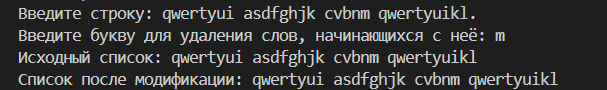 Введите строку: qwertyui asdfghjk cvbnm qwertyuikl.
Введите букву для удаления слов, начинающихся с неё: m
Исходный список: qwertyui asdfghjk cvbnm qwertyuikl
Список после модификации: qwertyui asdfghjk cvbnm qwertyuikl